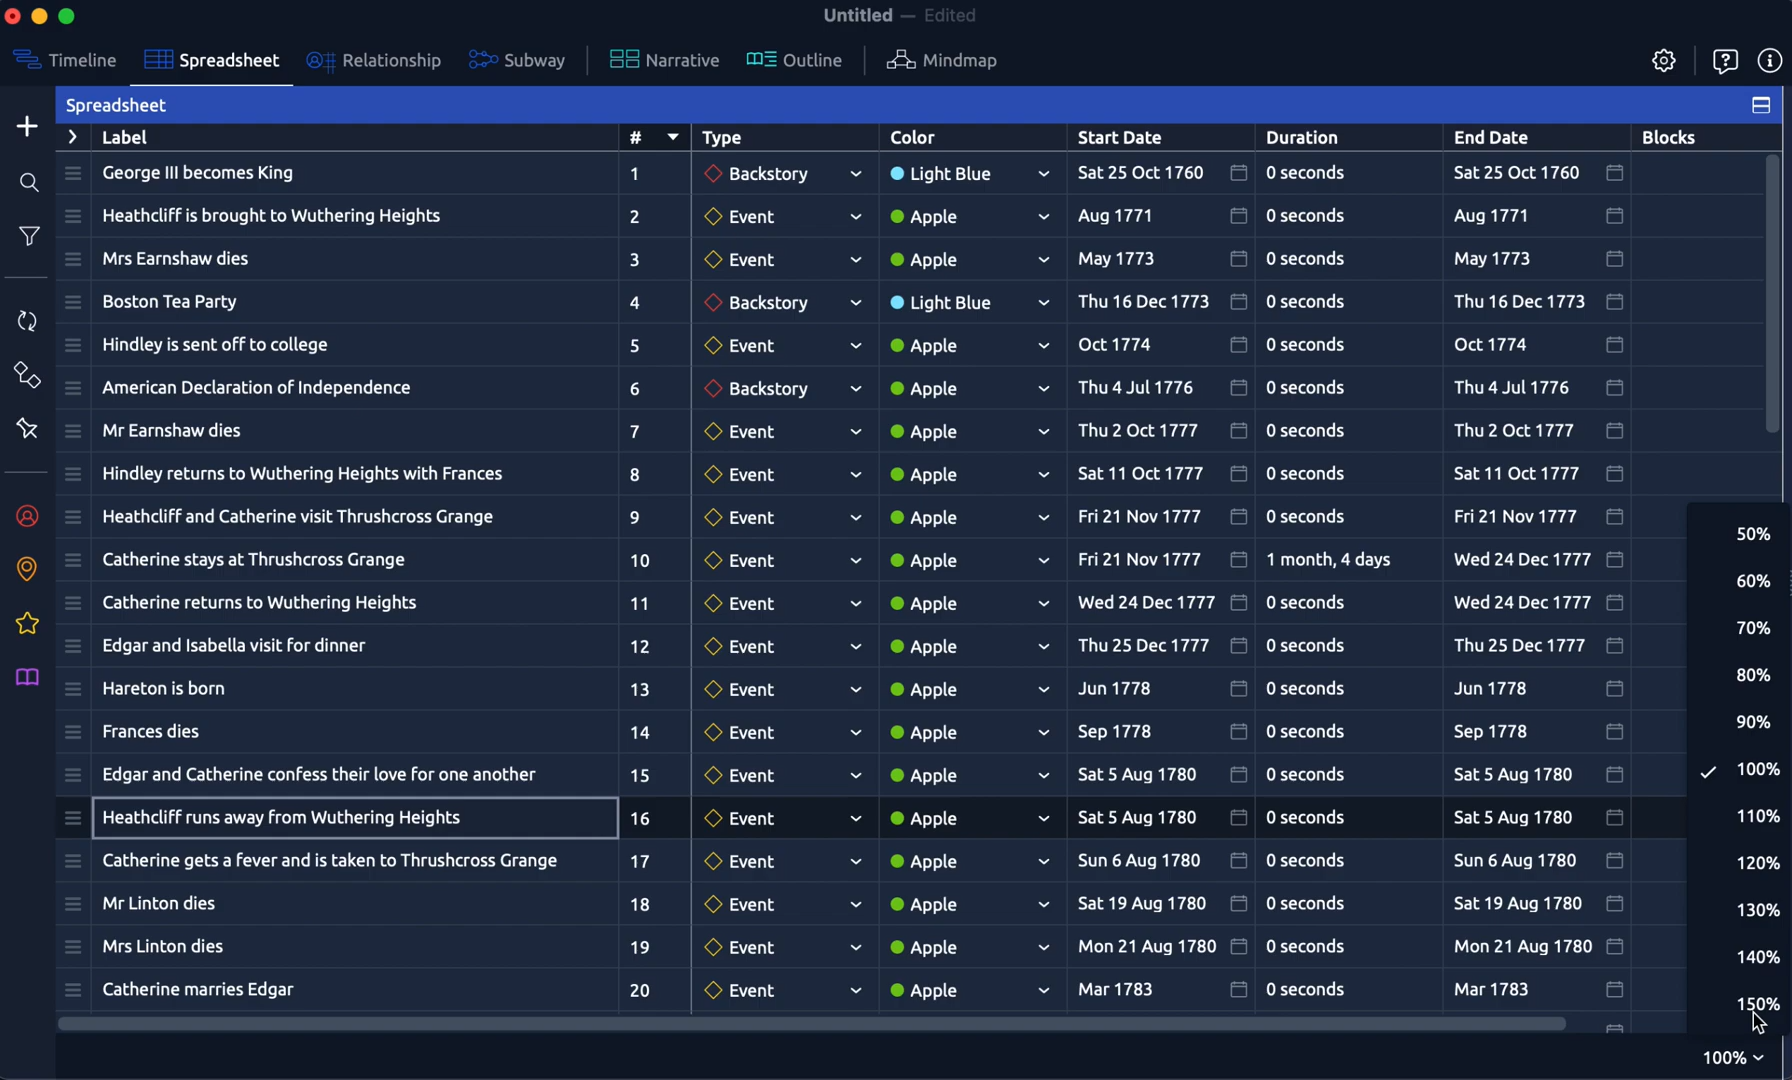 Untitled — Edited
Timeline Spreadsheet Relationship Subway Narrative Outline Mindmap
Spreadsheet
Label # Type Color Start Date Duration End Date Blocks
George III becomes King 1 Backstory Light Blue Sat 25 Oct 1760 0 seconds Sat 25 Oct 1760
Heathcliff is brought to Wuthering Heights 2 Event Apple Aug 1771 0 seconds Aug 1771
Mrs Earnshaw dies 3 Event Apple May 1773 0 seconds May 1773
Boston Tea Party 4 Backstory Light Blue Thu 16 Dec 1773 0 seconds Thu 16 Dec 1773
Hindley is sent off to college 5 Event Apple Oct 1774 0 seconds Oct 1774
American Declaration of Independence 6 Backstory Apple Thu 4 Jul 1776 0 seconds Thu 4 Jul 1776
Mr Earnshaw dies 7 Event Apple Thu 2 Oct 1777 0 seconds Thu 2 Oct 1777
Hindley returns to Wuthering Heights with Frances 8 Event Apple Sat 11 Oct 1777 0 seconds Sat 11 Oct 1777
Heathcliff and Catherine visit Thrushcross Grange 9 Event Apple Fri 21 Nov 1777 0 seconds Fri 21 Nov 1777
50%
Catherine stays at Thrushcross Grange 10 Event Apple Fri 21 Nov 1777 1 month, 4 days Wed 24 Dec 1777
60%
Catherine returns to Wuthering Heights 11 Event Apple Wed 24 Dec 1777 0 seconds Wed 24 Dec 1777
70%
Edgar and Isabella visit for dinner 12 Event Apple Thu 25 Dec 1777 0 seconds Thu 25 Dec 1777
80%
Hareton is born 13 Event Apple Jun 1778 0 seconds Jun 1778
90%
Frances dies 14 Event Apple Sep 1778 0 seconds Sep 1778
100%
Edgar and Catherine confess their love for one another 15 Event Apple Sat 5 Aug 1780 0 seconds Sat 5 Aug 1780
110%
Heathcliff runs away from Wuthering Heights 16 Event Apple Sat 5 Aug 1780 0 seconds Sat 5 Aug 1780
120%
Catherine gets a fever and is taken to Thrushcross Grange 17 Event Apple Sun 6 Aug 1780 0 seconds Sun 6 Aug 1780
130%
Mr Linton dies 18 Event Apple Sat 19 Aug 1780 0 seconds Sat 19 Aug 1780
140%
Mrs Linton dies 19 Event Apple Mon 21 Aug 1780 0 seconds Mon 21 Aug 1780
Catherine marries Edgar 20 Event Apple Mar 1783 0 seconds Mar 1783
150%
100%